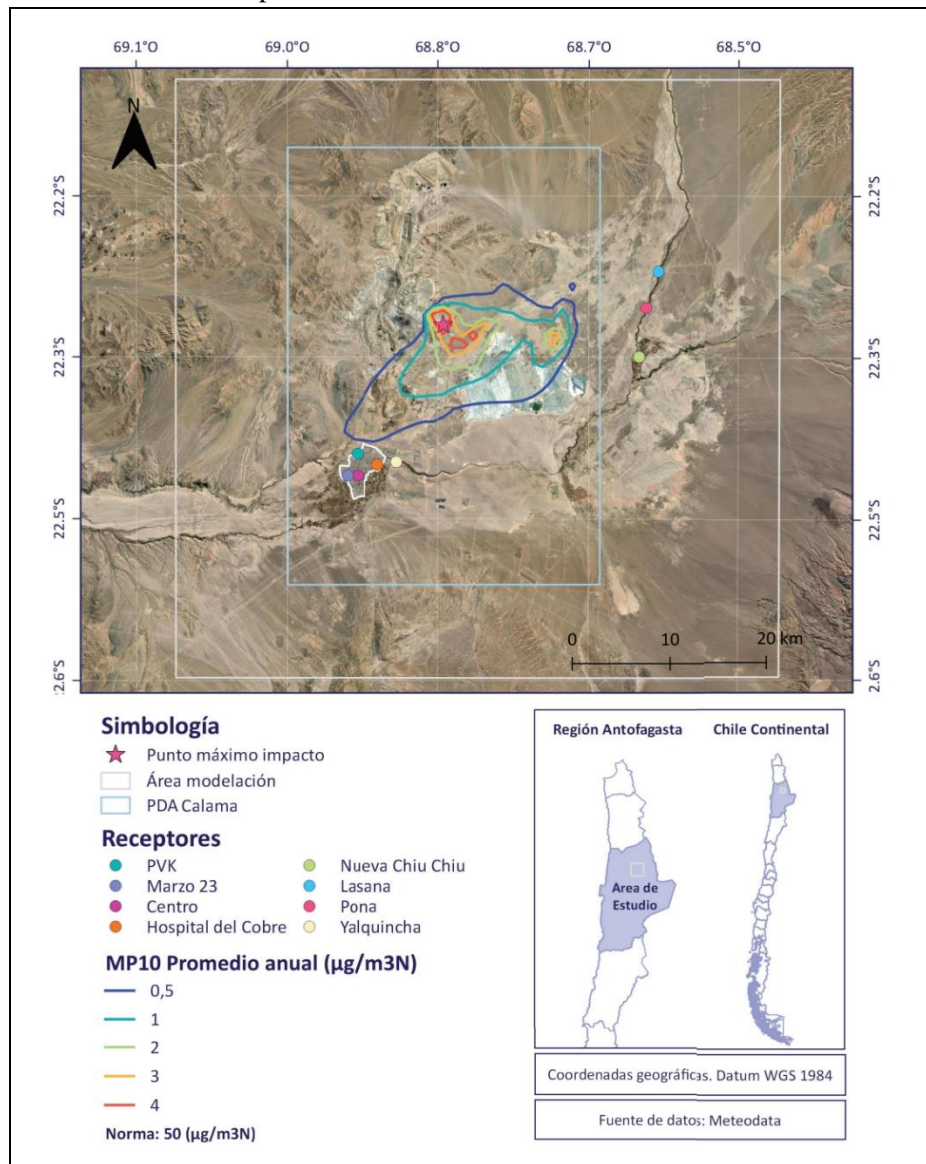 69.1°O 69.0°O 68.8°O 68.7°O 68.5°O
N
22.2°S 22.2°S
22.3°S 22.3°S
22.5°S 22.5°S
0 10 20 km
2.6°S 2.6°S
Simbología
Punto máximo impacto
Área modelación
PDA Calama
Receptores
PVK
Marzo 23
Centro
Hospital del Cobre
Nueva Chiu Chiu
Lasana
Pona
Yalquincha
MP10 Promedio anual (µg/m3N)
0,5
1
2
3
4
Norma: 50 (µg/m3N)
Región Antofagasta
Area de
Estudio
Chile Continental
Coordenadas geográficas. Datum WGS 1984
Fuente de datos: Meteodata